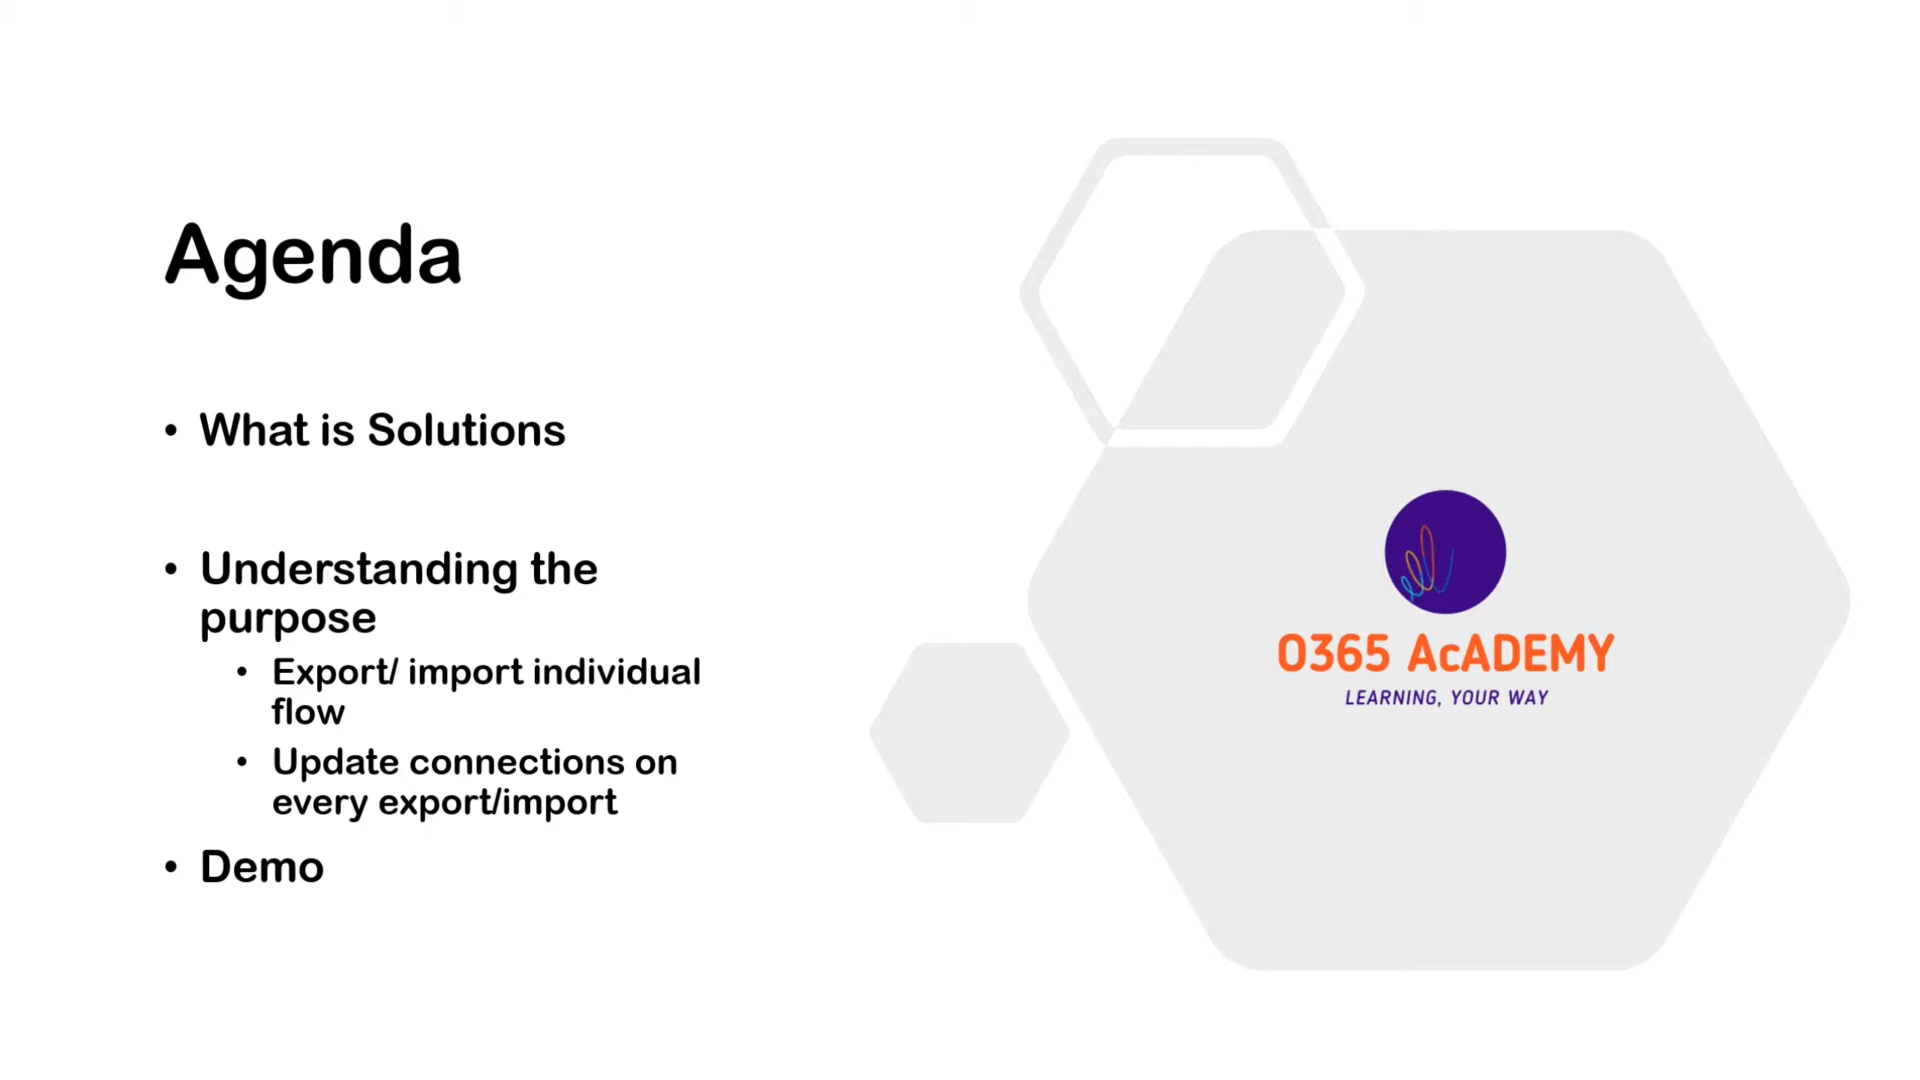 Agenda
• What is Solutions
• Understanding the
purpose
• Export/ import individual
flow
• Update connections on
every export/import
• Demo
O365 AcADEMY
LEARNING, YOUR WAY